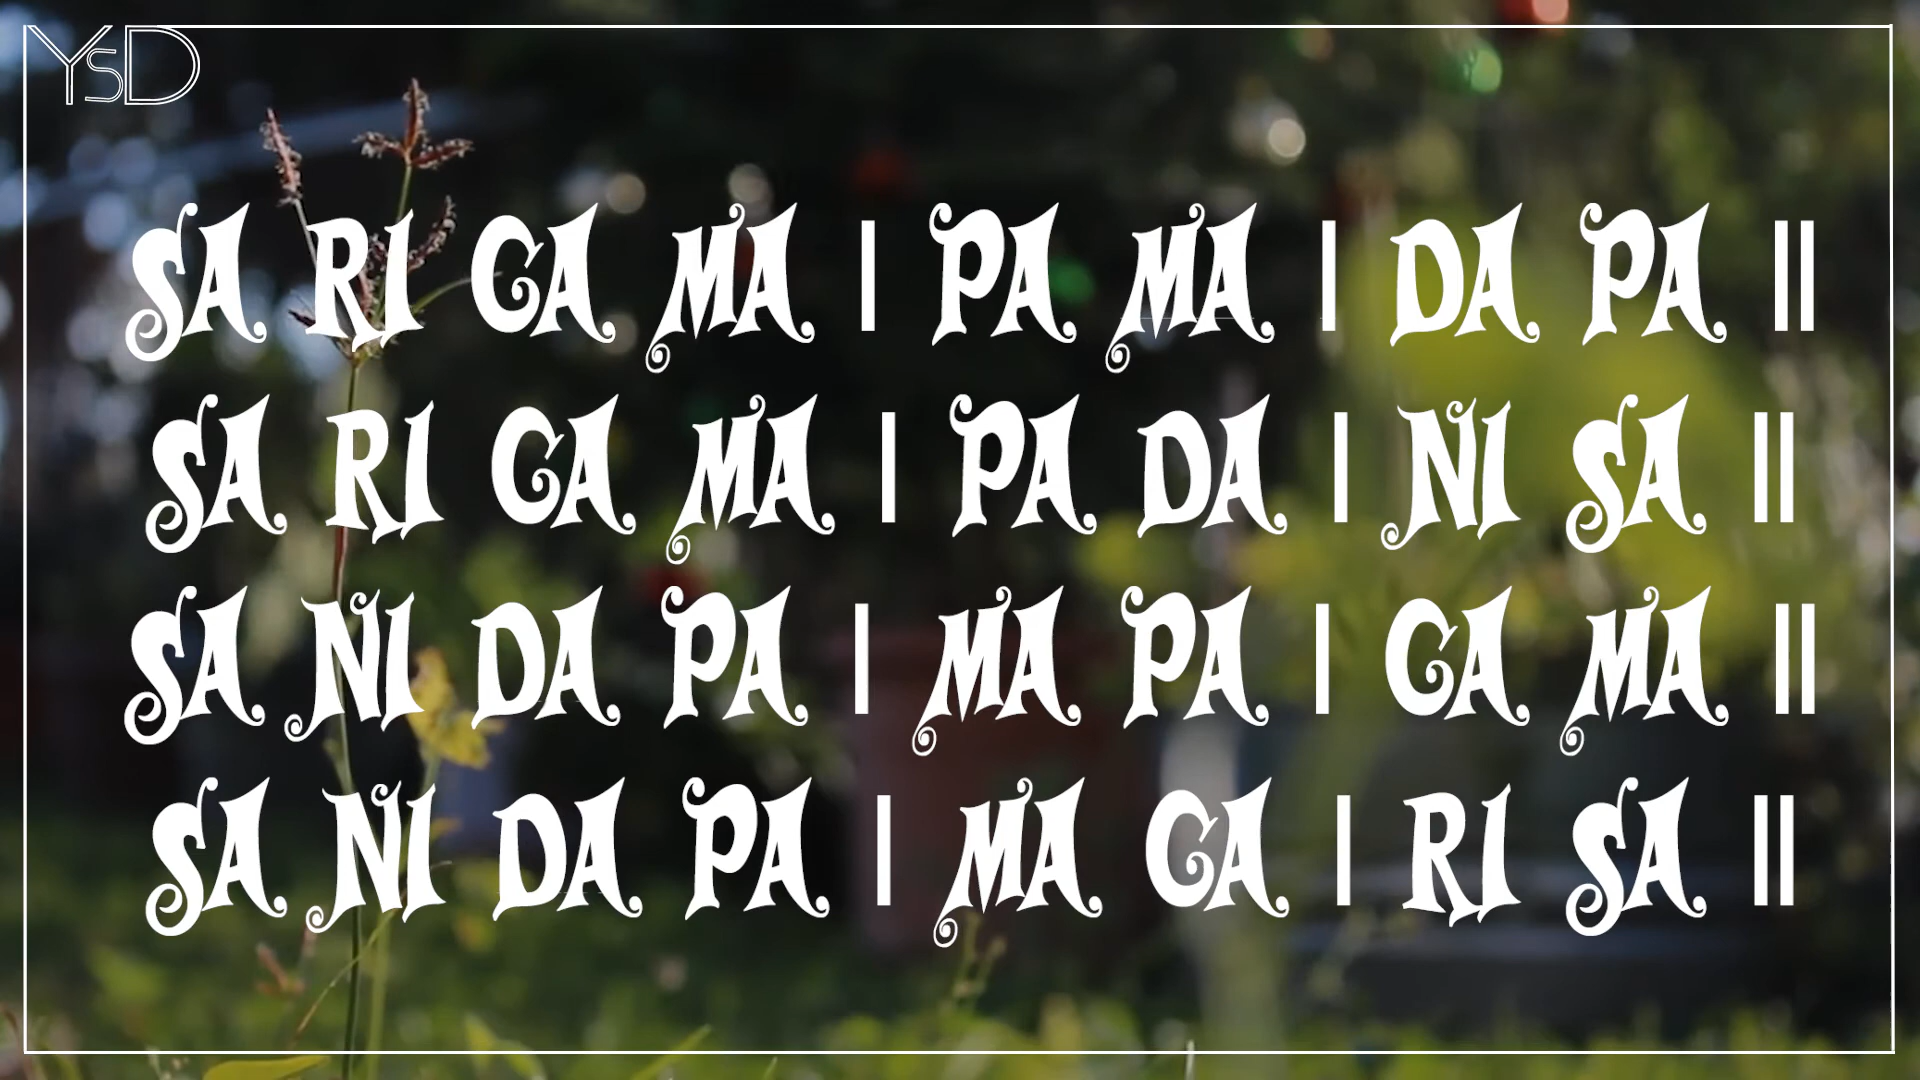 YSD
SA RI GA MA | PA MA | DA PA ||
SA RI GA MA | PA DA | NI SA ||
SA NI DA PA | MA PA | GA MA ||
SA NI DA PA | MA GA | RI SA ||